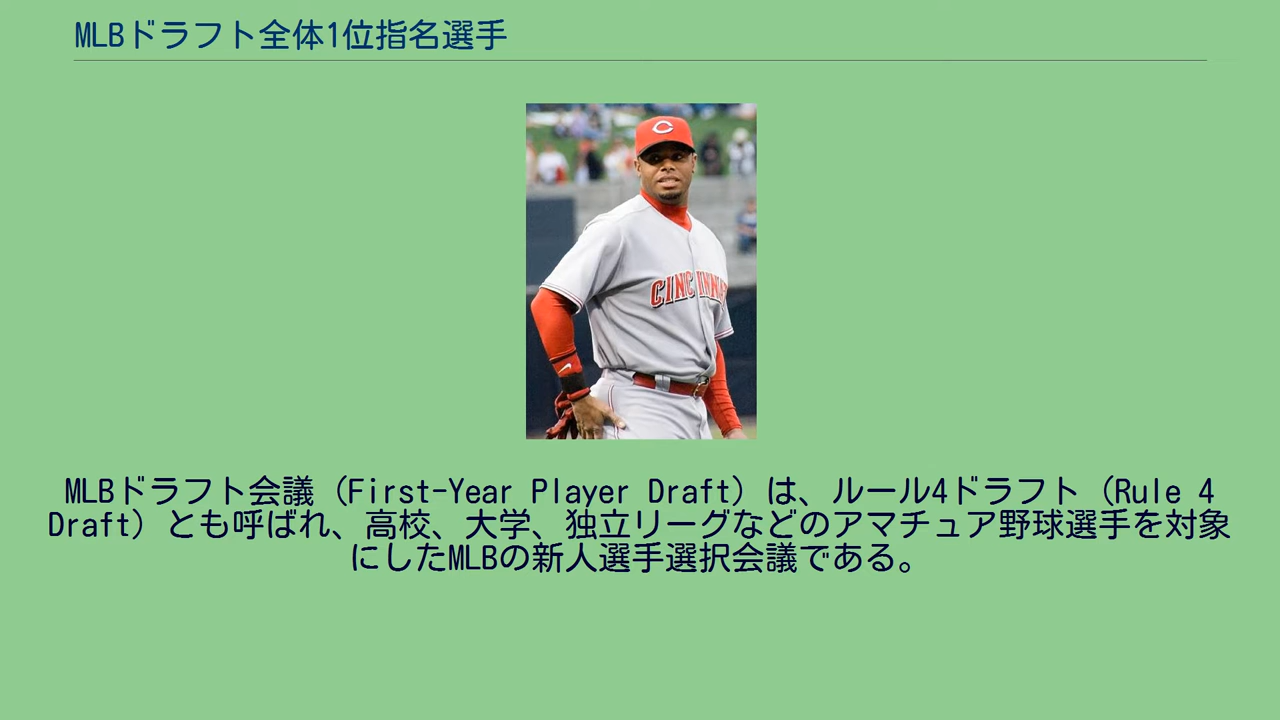 MLBドラフト全体1位指名選手
CINCINNA
MLBドラフト会議（First-Year Player Draft）は、ルール4ドラフト（Rule 4
Draft）とも呼ばれ、高校、大学、独立リーグなどのアマチュア野球選手を対象
にしたMLBの新人選手選択会議である。